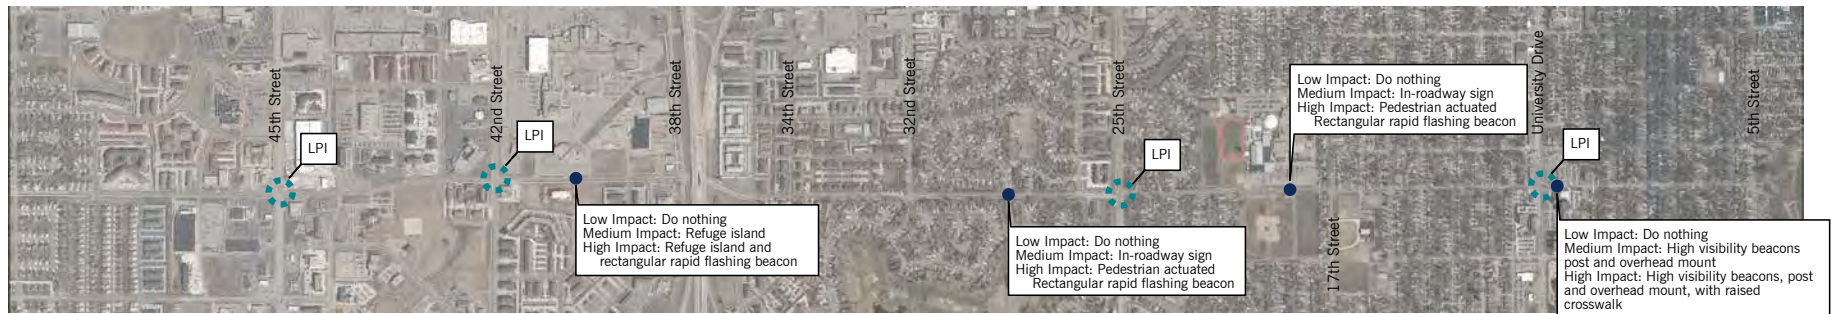 45th Street
LPI
42nd Street
LPI
38th Street
34th Street
32nd Street
25th Street
LPI
17th Street
University Drive
LPI
5th Street
Low Impact: Do nothing
Medium Impact: Refuge island
High Impact: Refuge island and
rectangular rapid flashing beacon
Low Impact: Do nothing
Medium Impact: In-roadway sign
High Impact: Pedestrian actuated
Rectangular rapid flashing beacon
Low Impact: Do nothing
Medium Impact: In-roadway sign
High Impact: Pedestrian actuated
Rectangular rapid flashing beacon
Low Impact: Do nothing
Medium Impact: High visibility beacons
post and overhead mount
High Impact: High visibility beacons, post
and overhead mount, with raised
crosswalk